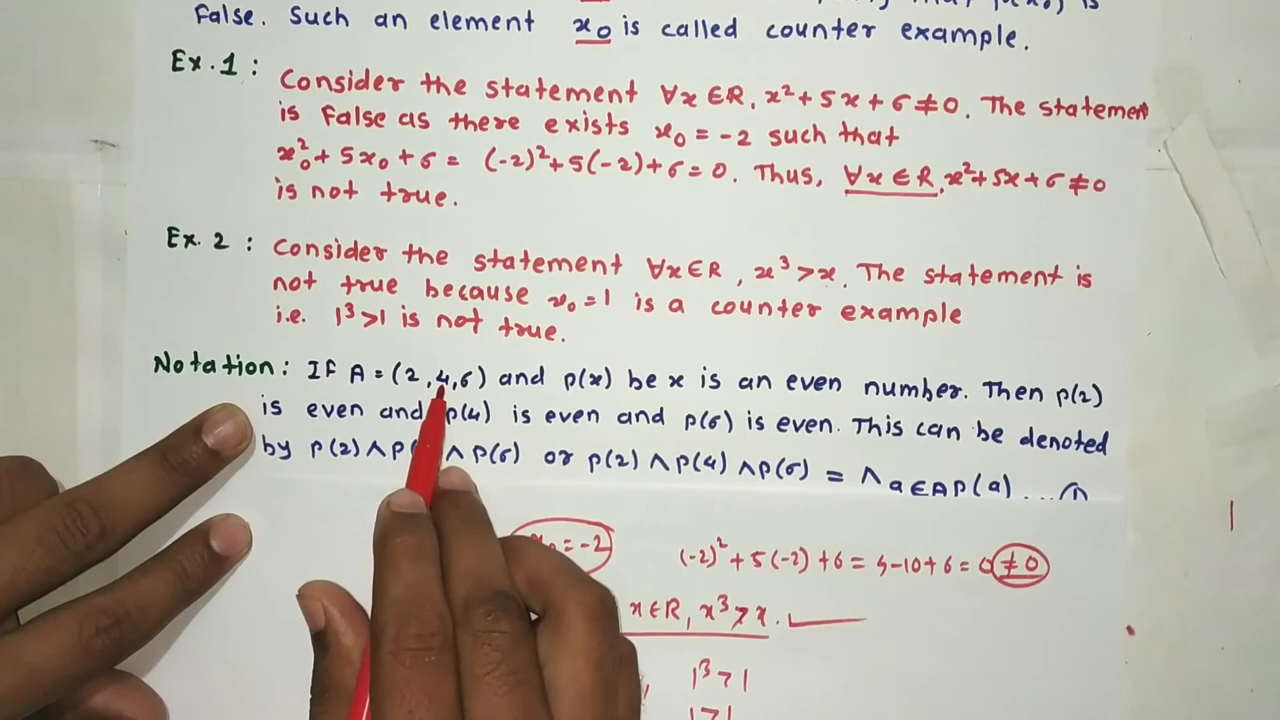 False. Such an element x₀ is called counter example.
Ex. 1 : Consider the statement ∀x∈R, x²+5x+6≠0. The statement
is False as there exists x₀ = -2 such that
x₀²+5x₀+6 = (-2)²+5(-2)+6=0. Thus, ∀x∈R, x²+5x+6≠0
is not true.
Ex. 2 : Consider the statement ∀x∈R, x³>x. The statement is
not true because x₀=1 is a counter example
i.e. 1³>1 is not true.
Notation: If A = (2,4,6) and p(x) be x is an even number. Then p(2)
is even and p(4) is even and p(6) is even. This can be denoted
by p(2)∧p( ∧p(6) or p(2)∧p(4)∧p(6) = ∧a∈A p(a) ...
x₀=-2 (-2)²+5(-2)+6=4-10+6=0 ≠0
x∈R, x³>x.
1³>1
1>1